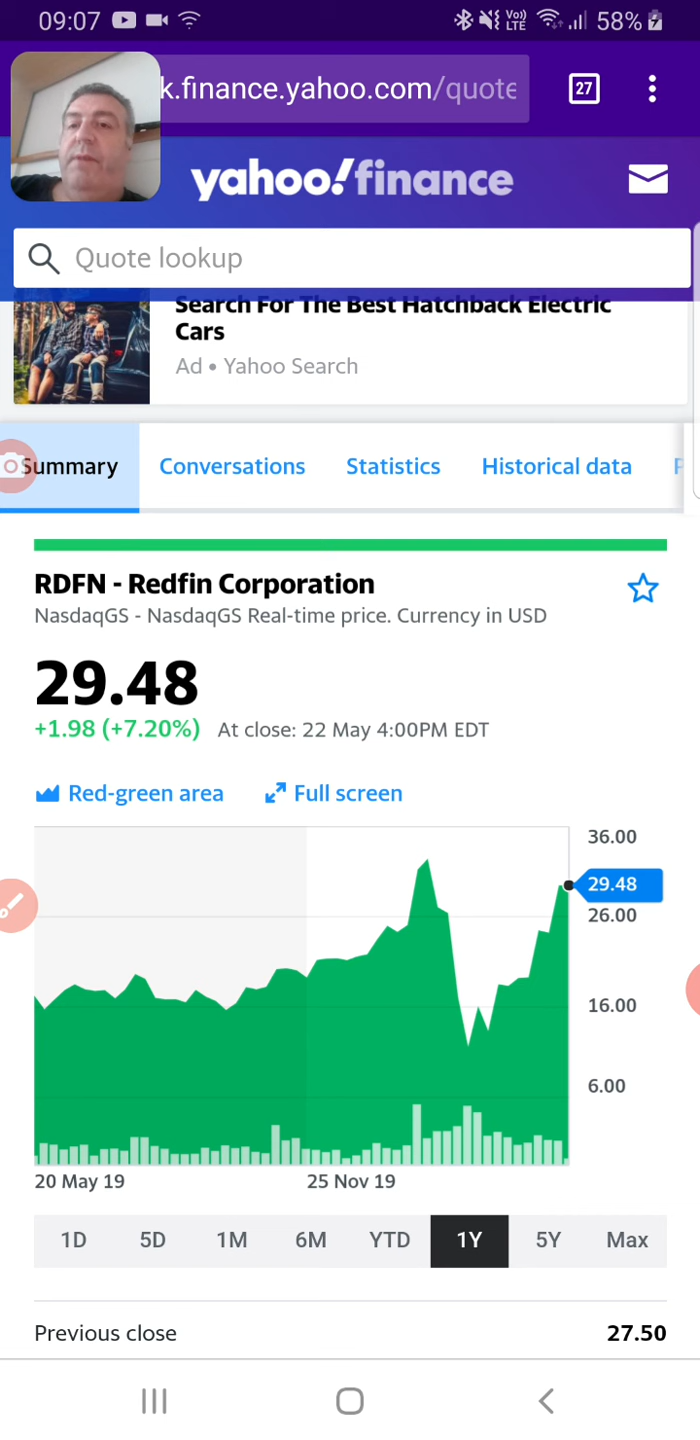 09:07 Vo) LTE 58%
k.finance.yahoo.com/quote 27
yahoo!finance
Quote lookup
Search For The Best Hatchback Electric
Cars
Ad • Yahoo Search
Summary Conversations Statistics Historical data P
RDFN - Redfin Corporation
NasdaqGS - NasdaqGS Real-time price. Currency in USD
29.48
+1.98 (+7.20%) At close: 22 May 4:00PM EDT
Red-green area Full screen
36.00
29.48
26.00
16.00
6.00
20 May 19 25 Nov 19
1D 5D 1M 6M YTD 1Y 5Y Max
Previous close 27.50